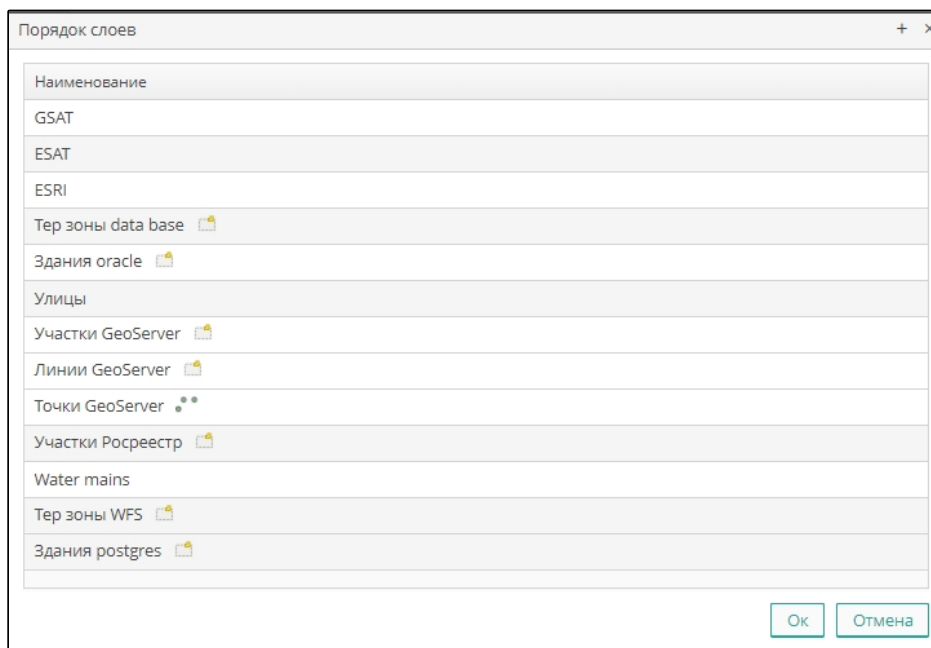 Порядок слоев
Наименование
GSAT
ESAT
ESRI
Тер зоны data base
Здания oracle
Улицы
Участки GeoServer
Линии GeoServer
Точки GeoServer
Участки Росреестр
Water mains
Тер зоны WFS
Здания postgres
Ок Отмена